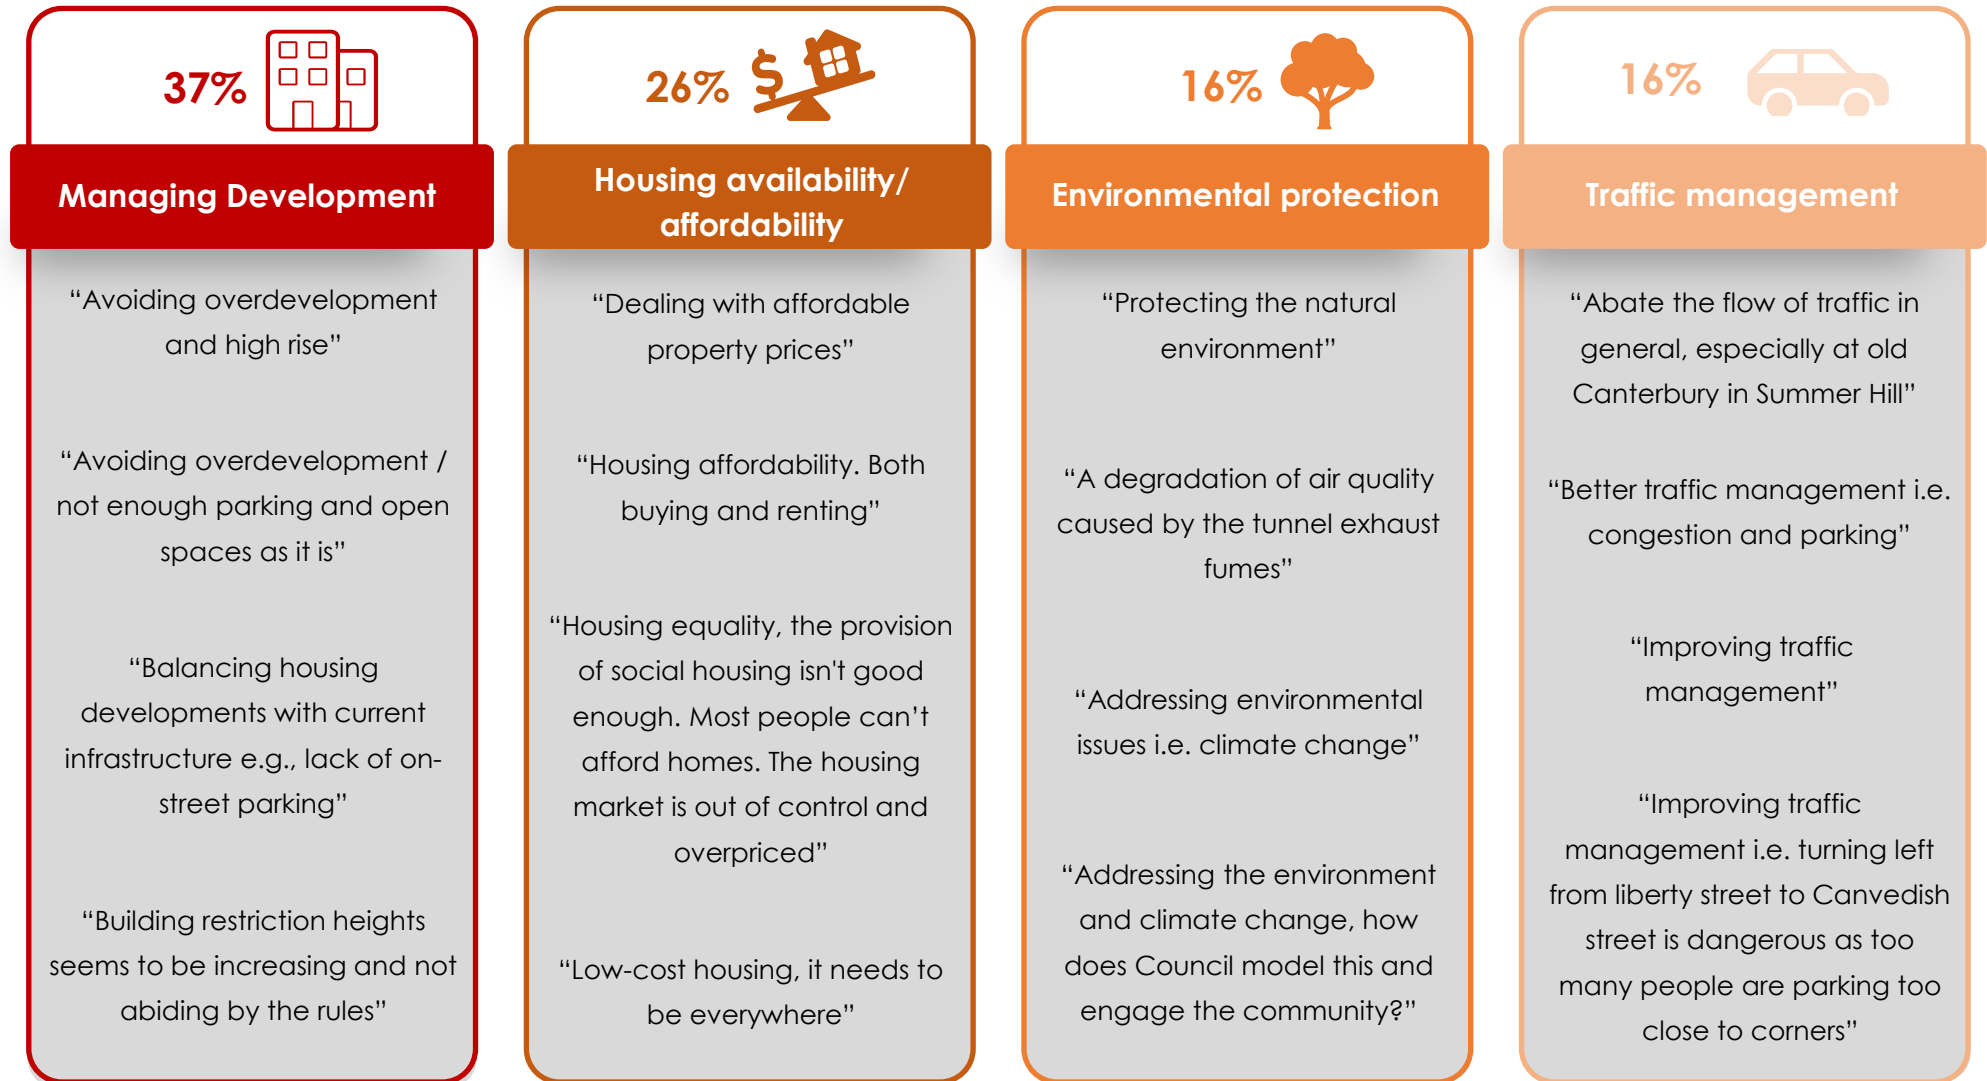 37%
Managing Development
“Avoiding overdevelopment
and high rise”
“Avoiding overdevelopment /
not enough parking and open
spaces as it is”
“Balancing housing
developments with current
infrastructure e.g., lack of on-
street parking”
“Building restriction heights
seems to be increasing and not
abiding by the rules”
26%
$
Housing availability/
affordability
“Dealing with affordable
property prices”
“Housing affordability. Both
buying and renting”
“Housing equality, the provision
of social housing isn't good
enough. Most people can’t
afford homes. The housing
market is out of control and
overpriced”
“Low-cost housing, it needs to
be everywhere”
16%
Environmental protection
“Protecting the natural
environment”
“A degradation of air quality
caused by the tunnel exhaust
fumes”
“Addressing environmental
issues i.e. climate change”
“Addressing the environment
and climate change, how
does Council model this and
engage the community?”
16%
Traffic management
“Abate the flow of traffic in
general, especially at old
Canterbury in Summer Hill”
“Better traffic management i.e.
congestion and parking”
“Improving traffic
management”
“Improving traffic
management i.e. turning left
from liberty street to Canvedish
street is dangerous as too
many people are parking too
close to corners”